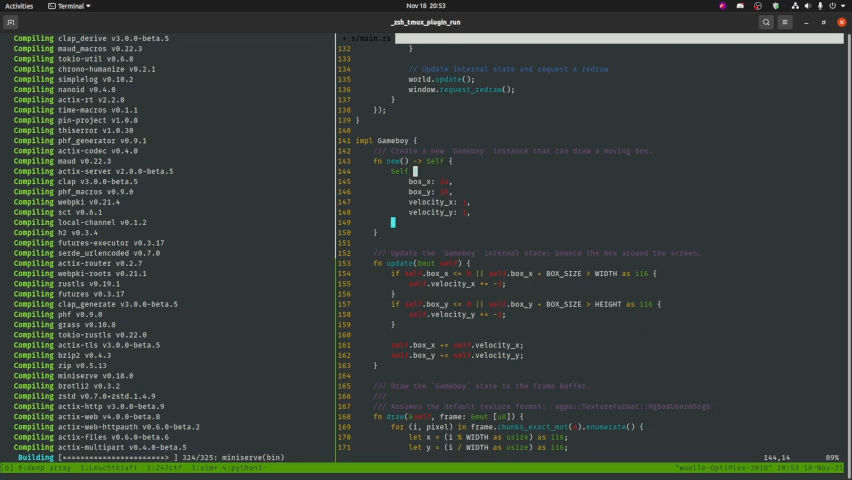 Activities
Terminal
Nov 18 20:53
_zsh_tmux_plugin_run
Compiling clap_derive v3.0.0-beta.5
Compiling maud_macros v0.22.3
Compiling tokio-util v0.6.8
Compiling chrono-humanize v0.2.1
Compiling simplelog v0.10.2
Compiling nanoid v0.4.0
Compiling actix-rt v2.2.0
Compiling time-macros v0.1.1
Compiling pin-project v1.0.8
Compiling thiserror v1.0.30
Compiling phf_generator v0.9.1
Compiling actix-codec v0.4.0
Compiling maud v0.22.3
Compiling actix-server v2.0.0-beta.5
Compiling clap v3.0.0-beta.5
Compiling phf_macros v0.9.0
Compiling webpki v0.21.4
Compiling sct v0.6.1
Compiling local-channel v0.1.2
Compiling h2 v0.3.4
Compiling futures-executor v0.3.17
Compiling serde_urlencoded v0.7.0
Compiling actix-router v0.2.7
Compiling webpki-roots v0.21.1
Compiling rustls v0.19.1
Compiling futures v0.3.17
Compiling clap_generate v3.0.0-beta.5
Compiling phf v0.9.0
Compiling grass v0.10.8
Compiling tokio-rustls v0.22.0
Compiling actix-tls v3.0.0-beta.5
Compiling bzip2 v0.4.3
Compiling zip v0.5.13
Compiling miniserve v0.18.0
Compiling brotli2 v0.3.2
Compiling zstd v0.7.0+zstd.1.4.9
Compiling actix-http v3.0.0-beta.9
Compiling actix-web v4.0.0-beta.8
Compiling actix-web-httpauth v0.6.0-beta.2
Compiling actix-files v0.6.0-beta.6
Compiling actix-multipart v0.4.0-beta.5
Building [=======================> ] 324/325: miniserve(bin)
s/main.rs
132 }
133
134 // Update internal state and request a redraw
135 world.update();
136 window.request_redraw();
137 }
138 });
139 }
140
141 impl Gameboy {
142 /// Create a new `Gameboy` instance that can draw a moving box.
143 fn new() -> Self {
144 Self
145 box_x: 24,
146 box_y: 16,
147 velocity_x: 1,
148 velocity_y: 1,
149
150 }
151
152 /// Update the `Gameboy` internal state; bounce the box around the screen.
153 fn update(&mut self) {
154 if self.box_x <= 0 || self.box_x + BOX_SIZE > WIDTH as i16 {
155 self.velocity_x *= -1;
156 }
157 if self.box_y <= 0 || self.box_y + BOX_SIZE > HEIGHT as i16 {
158 self.velocity_y *= -1;
159 }
160
161 self.box_x += self.velocity_x;
162 self.box_y += self.velocity_y;
163 }
164
165 /// Draw the `Gameboy` state to the frame buffer.
166 ///
167 /// Assumes the default texture format: `wgpu::TextureFormat::Rgba8UnormSrgb`
168 fn draw(&self, frame: &mut [u8]) {
169 for (i, pixel) in frame.chunks_exact_mut(4).enumerate() {
170 let x = (i % WIDTH as usize) as i16;
171 let y = (i / WIDTH as usize) as i16;
144,14 89%
[0] 0:deep array 1:Leuchtkraft 2:247ctf 3:vim* 4:python3-
"wuelle-OptiPlex-3010" 20:53 18-Nov-21